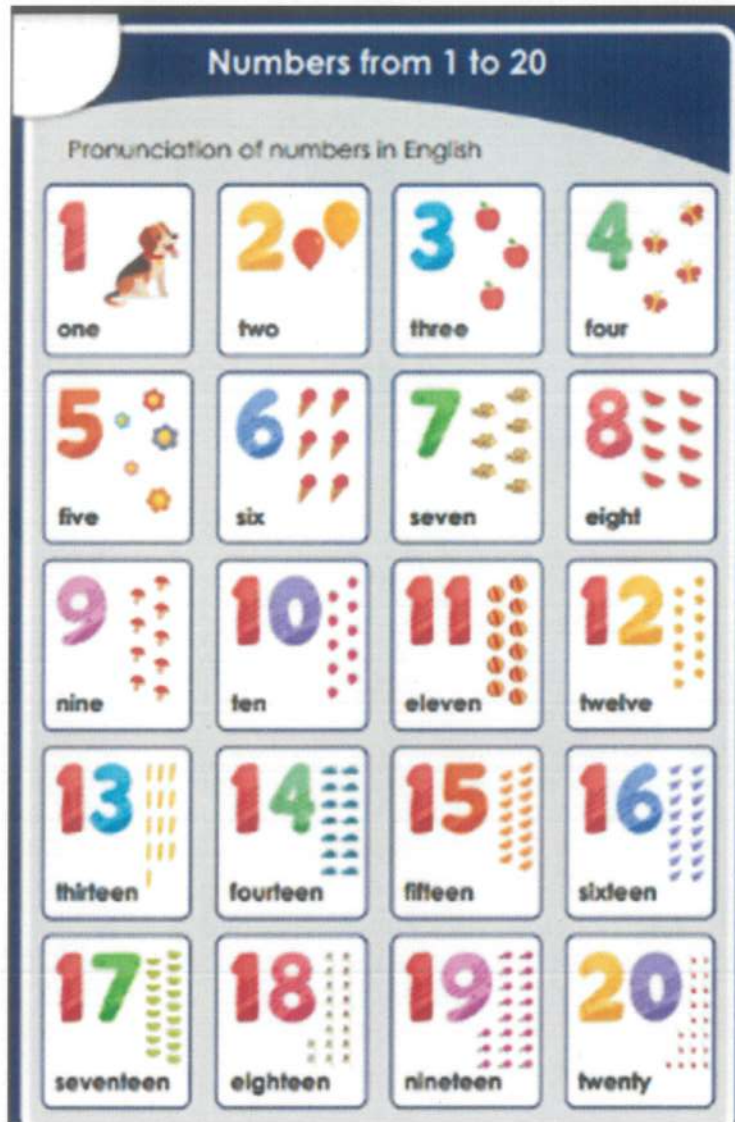 Numbers from 1 to 20
Pronunciation of numbers in English
1 2 3 4
one two three four
5 6 7 8
five six seven eight
9 10 11 12
nine ten eleven twelve
13 14 15 16
thirteen fourteen fifteen sixteen
17 18 19 20
seventeen eighteen nineteen twenty